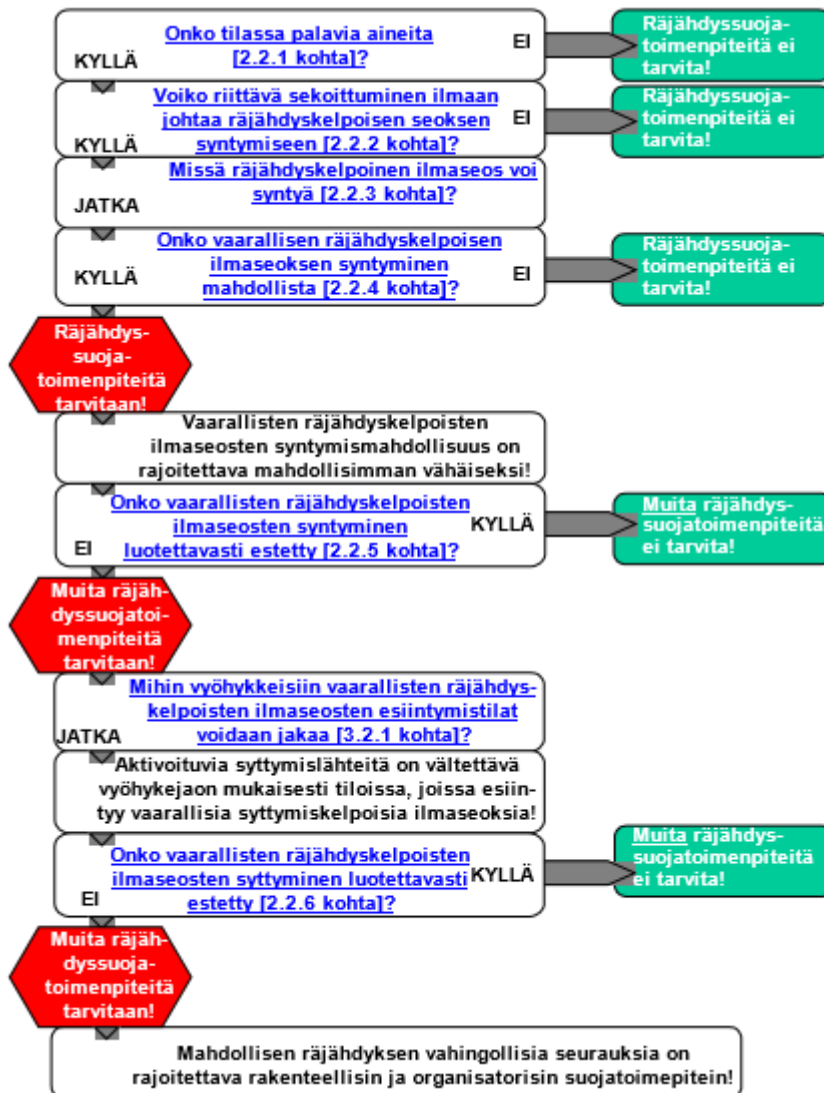 Onko tilassa palavia aineita
[2.2.1 kohta]?
KYLLÄ
EI
Räjähdyssuoja-
toimenpiteitä ei
tarvita!
Voiko riittävä sekoittuminen ilmaan
johtaa räjähdyskelpoisen seoksen
syntymiseen [2.2.2 kohta]?
KYLLÄ
EI
Räjähdyssuoja-
toimenpiteitä ei
tarvita!
Missä räjähdyskelpoinen ilmaseos voi
syntyä [2.2.3 kohta]?
JATKA
Onko vaarallisen räjähdyskelpoisen
ilmaseoksen syntyminen
mahdollista [2.2.4 kohta]?
KYLLÄ
EI
Räjähdyssuoja-
toimenpiteitä ei
tarvita!
Räjähdys-
suoja-
toimenpiteitä
tarvitaan!
Vaarallisten räjähdyskelpoisten
ilmaseosten syntymismahdollisuus on
rajoitettava mahdollisimman vähäiseksi!
Onko vaarallisten räjähdyskelpoisten
ilmaseosten syntyminen
luotettavasti estetty [2.2.5 kohta]?
EI
KYLLÄ
Muita räjähdys-
suojatoimenpiteitä
ei tarvita!
Muita räjäh-
dyssuojatoi-
menpiteitä
tarvitaan!
Mihin vyöhykkeisiin vaarallisten räjähdys-
kelpoisten ilmaseosten esiintymistilat
voidaan jakaa [3.2.1 kohta]?
JATKA
Aktivoituvia syttymislähteitä on vältettävä
vyöhykejaon mukaisesti tiloissa, joissa esiin-
tyy vaarallisia syttymiskelpoisia ilmaseoksia!
Onko vaarallisten räjähdyskelpoisten
ilmaseosten syttyminen luotettavasti
estetty [2.2.6 kohta]?
EI
KYLLÄ
Muita räjähdys-
suojatoimenpiteitä
ei tarvita!
Muita räjäh-
dyssuoja-
toimenpiteitä
tarvitaan!
Mahdollisen räjähdyksen vahingollisia seurauksia on
rajoitettava rakenteellisin ja organisatorisin suojatoimepitein!